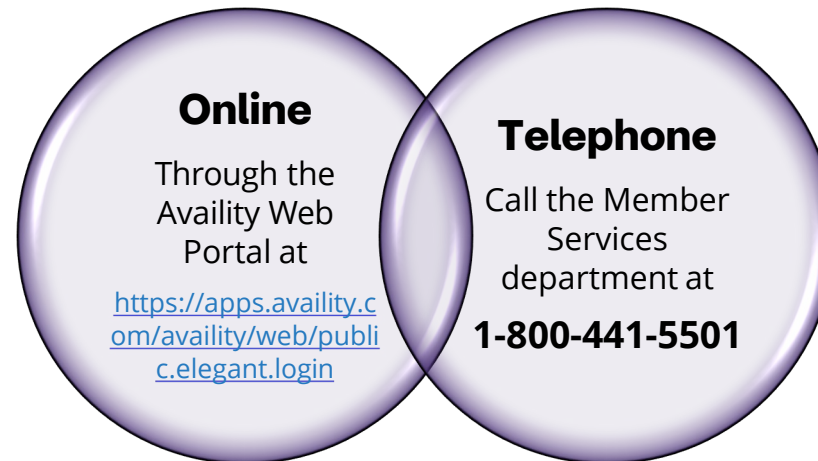 Online
Through the
Availity Web
Portal at
https://apps.availity.c
om/availity/web/publi
c.elegant.login
Telephone
Call the Member
Services
department at
1-800-441-5501